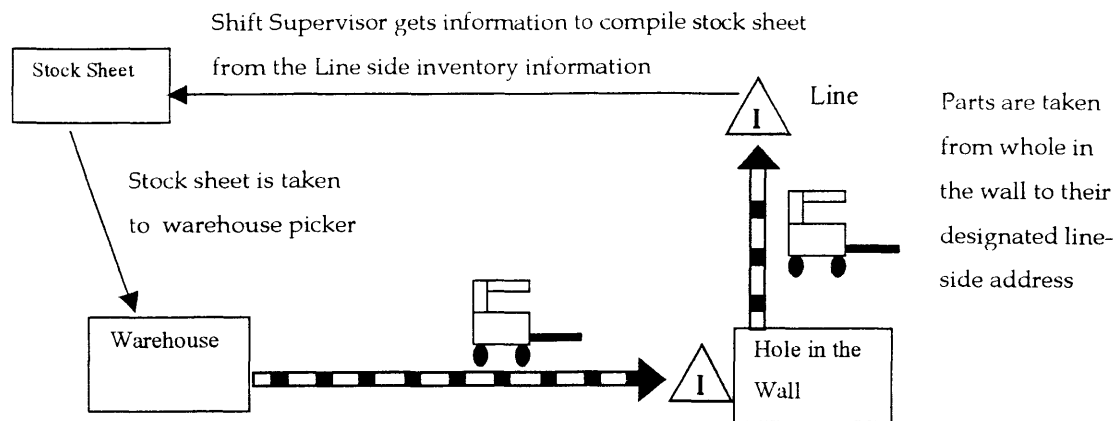 Shift Supervisor gets information to compile stock sheet
from the Line side inventory information
Stock Sheet
I
Line
Parts are taken
from whole in
the wall to their
designated line-
side address
Stock sheet is taken
to warehouse picker
Warehouse
I
Hole in the
Wall